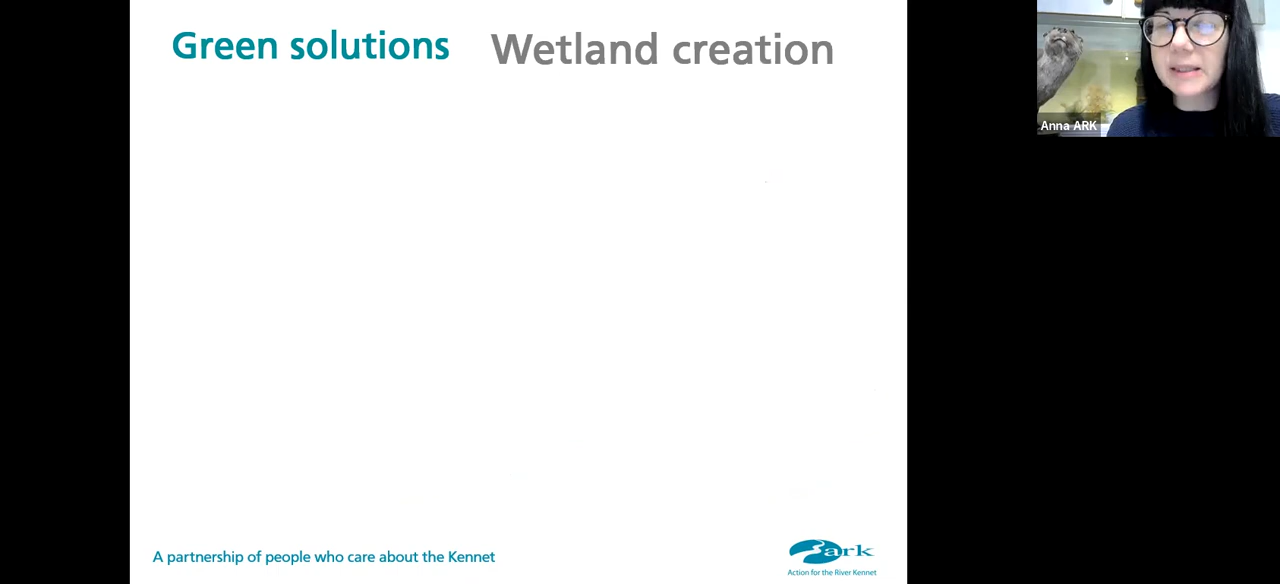 Green solutions Wetland creation
Anna ARK
A partnership of people who care about the Kennet
ark
Action for the River Kennet